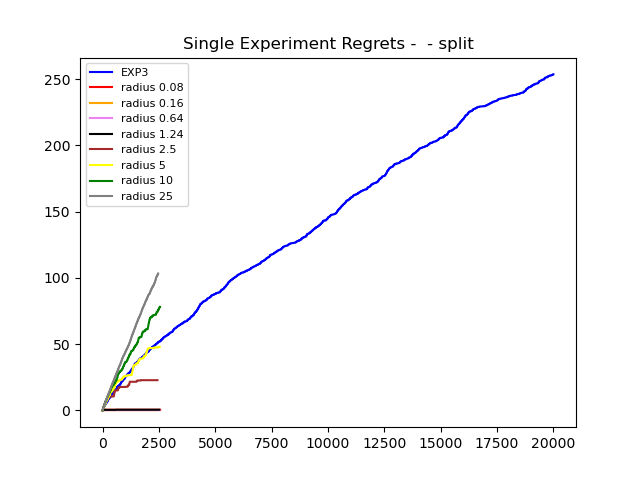 Single Experiment Regrets -  - split
EXP3
radius 0.08
radius 0.16
radius 0.64
radius 1.24
radius 2.5
radius 5
radius 10
radius 25
250
200
150
100
50
0
0 2500 5000 7500 10000 12500 15000 17500 20000